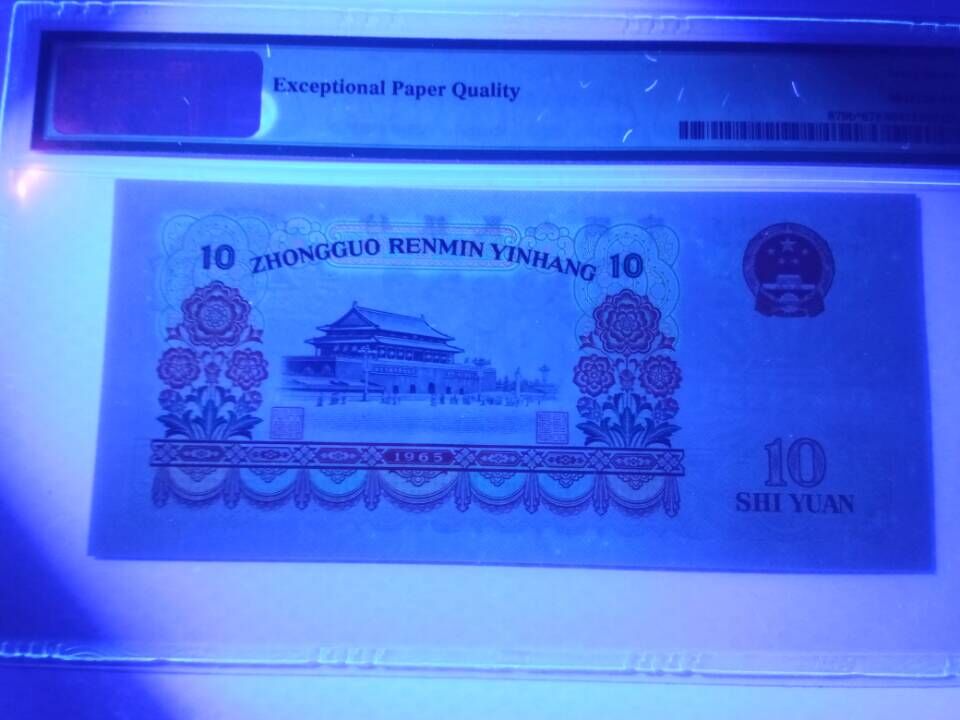 Exceptional Paper Quality
10 ZHONGGUO RENMIN YINHANG 10
1965
10
SHI YUAN